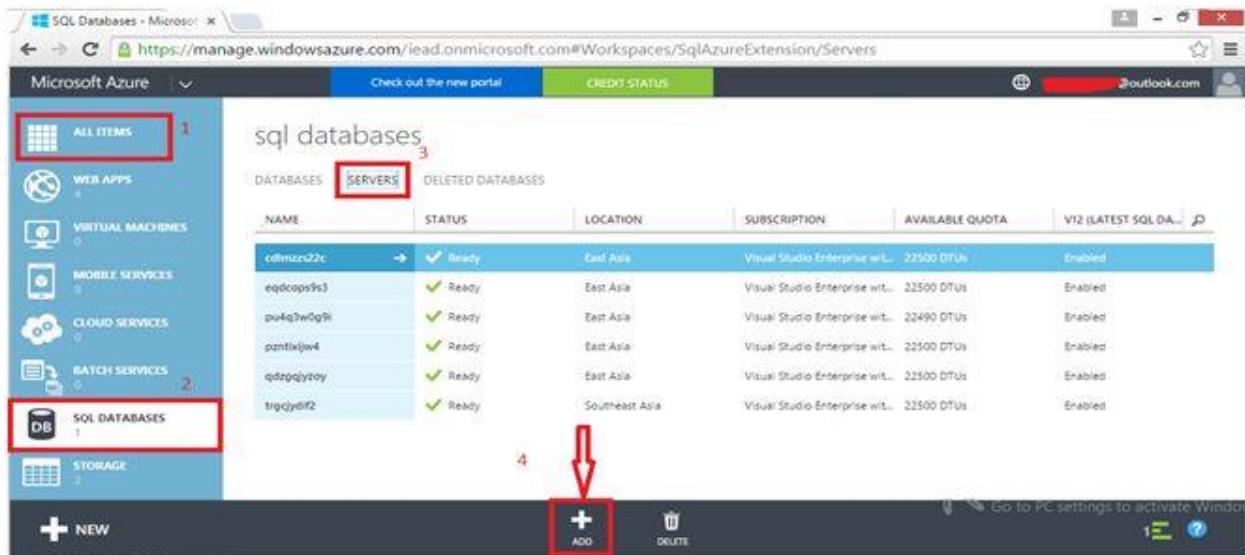 SQL Databases - Microsof
https://manage.windowsazure.com/iead.onmicrosoft.com#Workspaces/SqlAzureExtension/Servers
Microsoft Azure
Check out the new portal
CREDIT STATUS
@outlook.com
ALL ITEMS
1
WEB APPS
4
VIRTUAL MACHINES
0
MOBILE SERVICES
0
CLOUD SERVICES
0
BATCH SERVICES
0
2
SQL DATABASES
1
STORAGE
2
sql databases
3
DATABASES SERVERS DELETED DATABASES
NAME STATUS LOCATION SUBSCRIPTION AVAILABLE QUOTA V12 (LATEST SQL DA...
Ready East Asia Visual Studio Enterprise wit... 22500 DTUs Enabled
eqdcops9s3 Ready East Asia Visual Studio Enterprise wit... 22500 DTUs Enabled
pu4q3w0g9i Ready East Asia Visual Studio Enterprise wit... 22490 DTUs Enabled
Ready East Asia Visual Studio Enterprise wit... 22500 DTUs Enabled
qdzgqjyzoy Ready East Asia Visual Studio Enterprise wit... 22500 DTUs Enabled
trgcjydif2 Ready Southeast Asia Visual Studio Enterprise wit... 22500 DTUs Enabled
4
NEW
ADD
DELETE
Go to PC settings to activate Window
1
?
DB